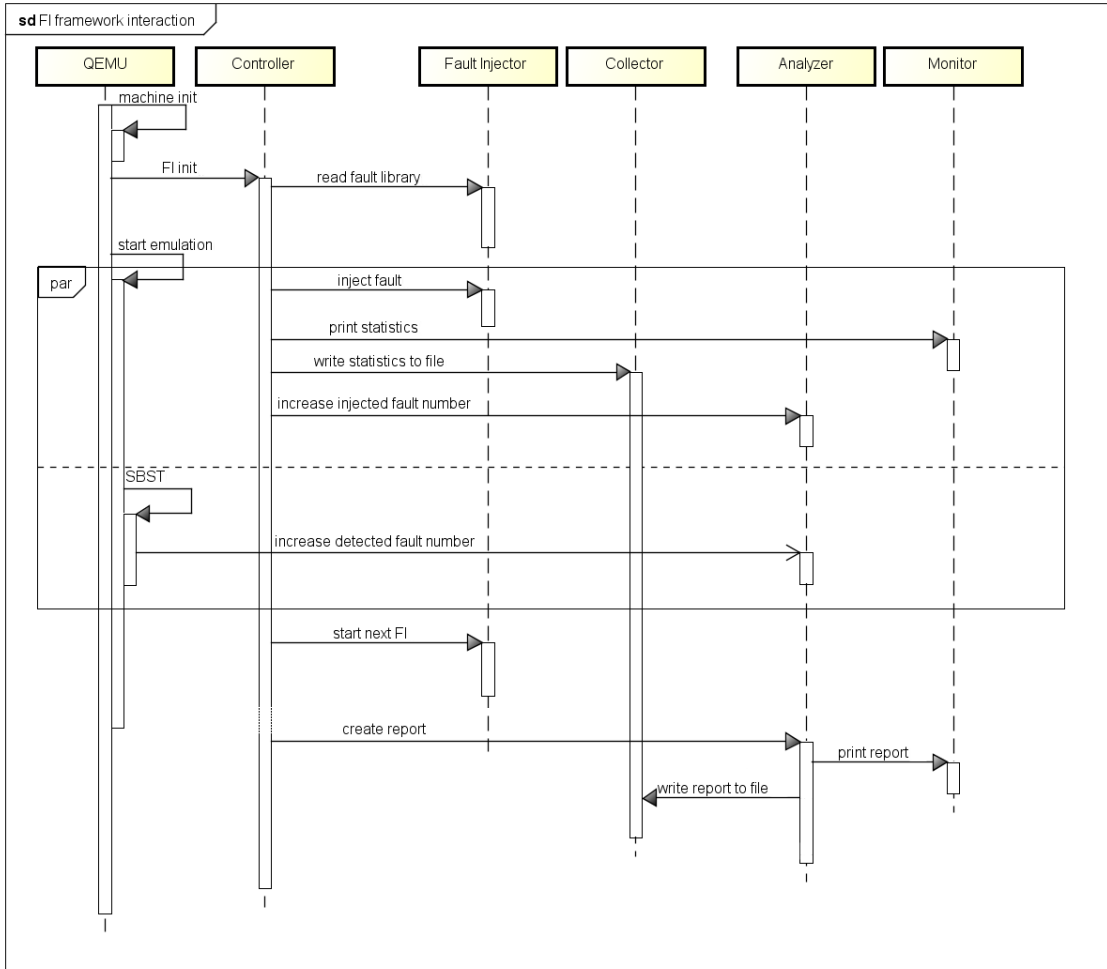 sd FI framework interaction
QEMU
Controller
Fault Injector
Collector
Analyzer
Monitor
machine init
FI init
read fault library
start emulation
par
inject fault
print statistics
write statistics to file
increase injected fault number
SBST
increase detected fault number
start next FI
create report
print report
write report to file